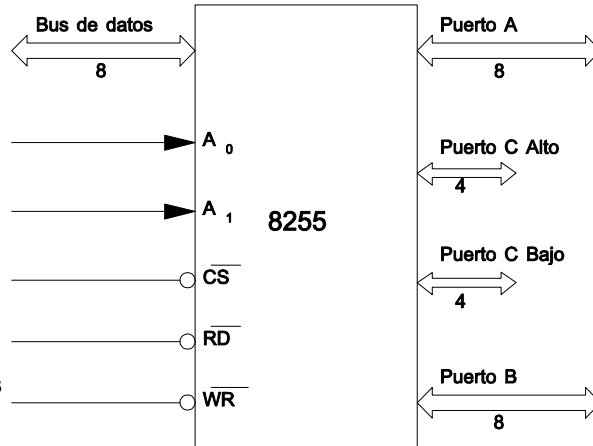 Bus de datos
8
A 0
A 1
CS
RD
WR
8255
Puerto A
8
Puerto C Alto
4
Puerto C Bajo
4
Puerto B
8